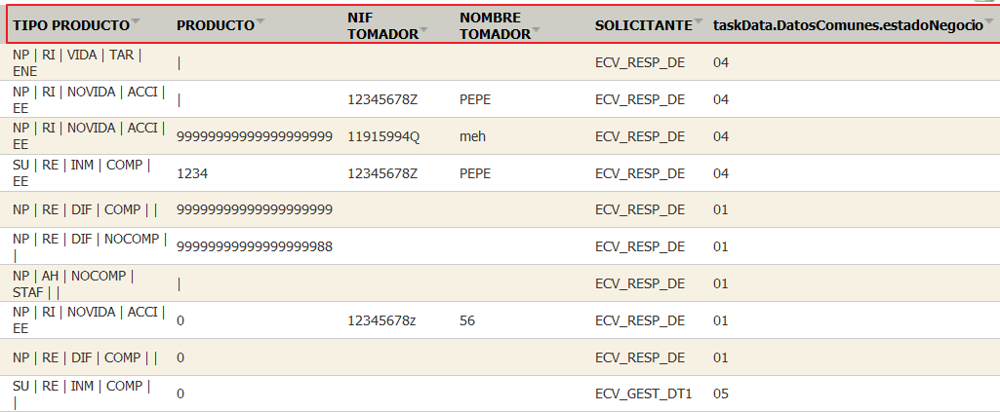 TIPO PRODUCTO PRODUCTO NIF TOMADOR NOMBRE TOMADOR SOLICITANTE taskData.DatosComunes.estadoNegocio
NP | RI | VIDA | TAR |
ENE | ECV_RESP_DE 04
NP | RI | NOVIDA | ACCI |
EE | 12345678Z PEPE ECV_RESP_DE 04
NP | RI | NOVIDA | ACCI |
EE 99999999999999999999 11915994Q meh ECV_RESP_DE 04
SU | RE | INM | COMP |
EE 1234 12345678Z PEPE ECV_RESP_DE 04
NP | RE | DIF | COMP | | 99999999999999999999 ECV_RESP_DE 01
NP | RE | DIF | NOCOMP |
| 99999999999999999988 ECV_RESP_DE 01
NP | AH | NOCOMP |
STAF | | | ECV_RESP_DE 01
NP | RI | NOVIDA | ACCI |
EE 0 12345678z 56 ECV_RESP_DE 01
NP | RE | DIF | COMP | | 0 ECV_RESP_DE 01
SU | RE | INM | COMP |
| 0 ECV_GEST_DT1 05